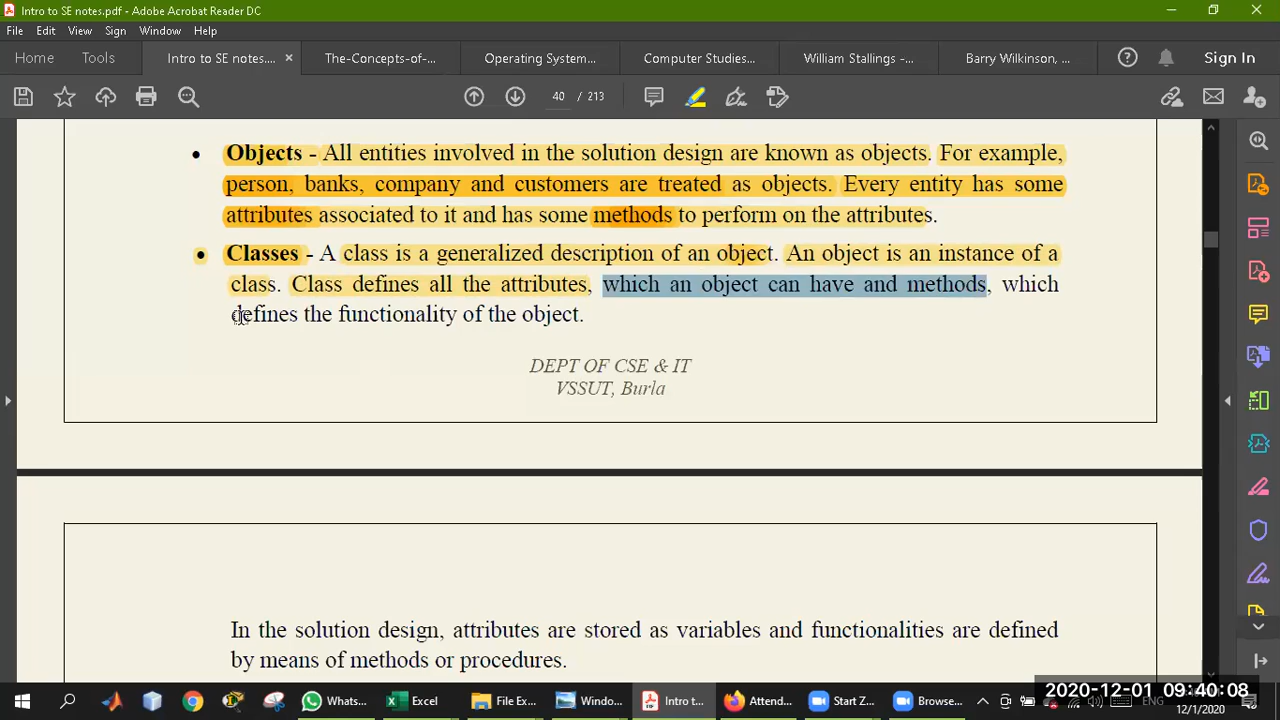 Intro to SE notes.pdf - Adobe Acrobat Reader DC
File Edit View Sign Window Help
Home Tools Intro to SE notes.... × The-Concepts-of-... Operating System... Computer Studies... William Stallings -... Barry Wilkinson, ... Sign In
40 / 213
• Objects - All entities involved in the solution design are known as objects. For example,
person, banks, company and customers are treated as objects. Every entity has some
attributes associated to it and has some methods to perform on the attributes.
• Classes - A class is a generalized description of an object. An object is an instance of a
class. Class defines all the attributes, which an object can have and methods, which
defines the functionality of the object.
DEPT OF CSE & IT
VSSUT, Burla
In the solution design, attributes are stored as variables and functionalities are defined
by means of methods or procedures.
Whats... Excel File Ex... Windo... Intro t... Attend... Start Z... Browse... ENG
2020-12-01 09:40:08
12/1/2020